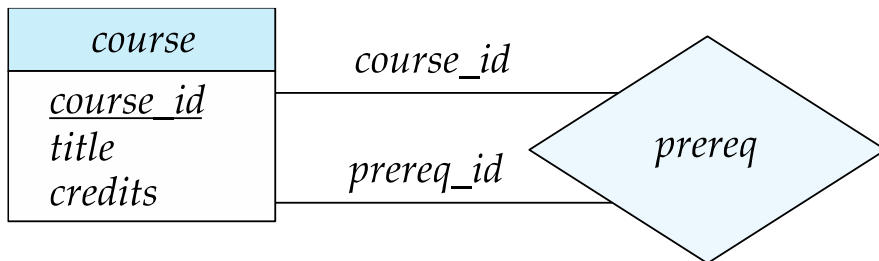 course
course_id
title
credits
course_id
prereq_id
prereq